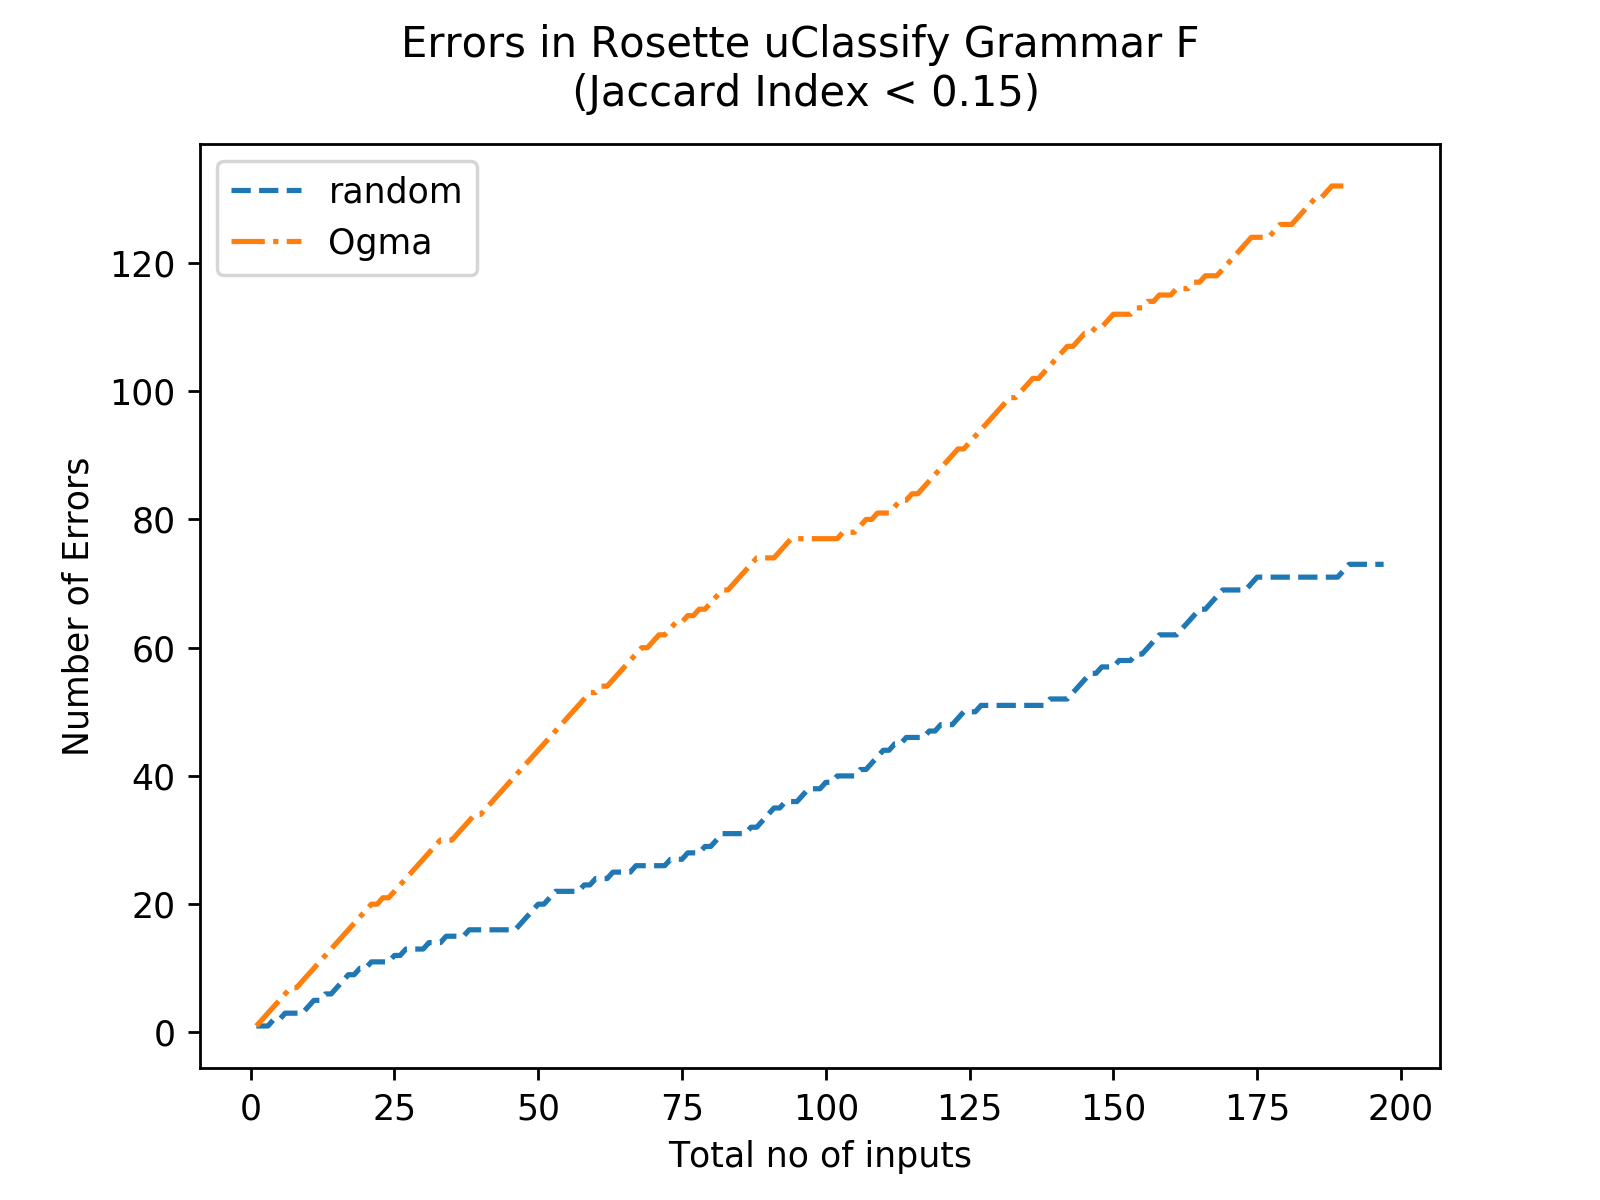 Errors in Rosette uClassify Grammar F
(Jaccard Index < 0.15)
random
Ogma
120
100
80
60
40
20
0
Number of Errors
0 25 50 75 100 125 150 175 200
Total no of inputs